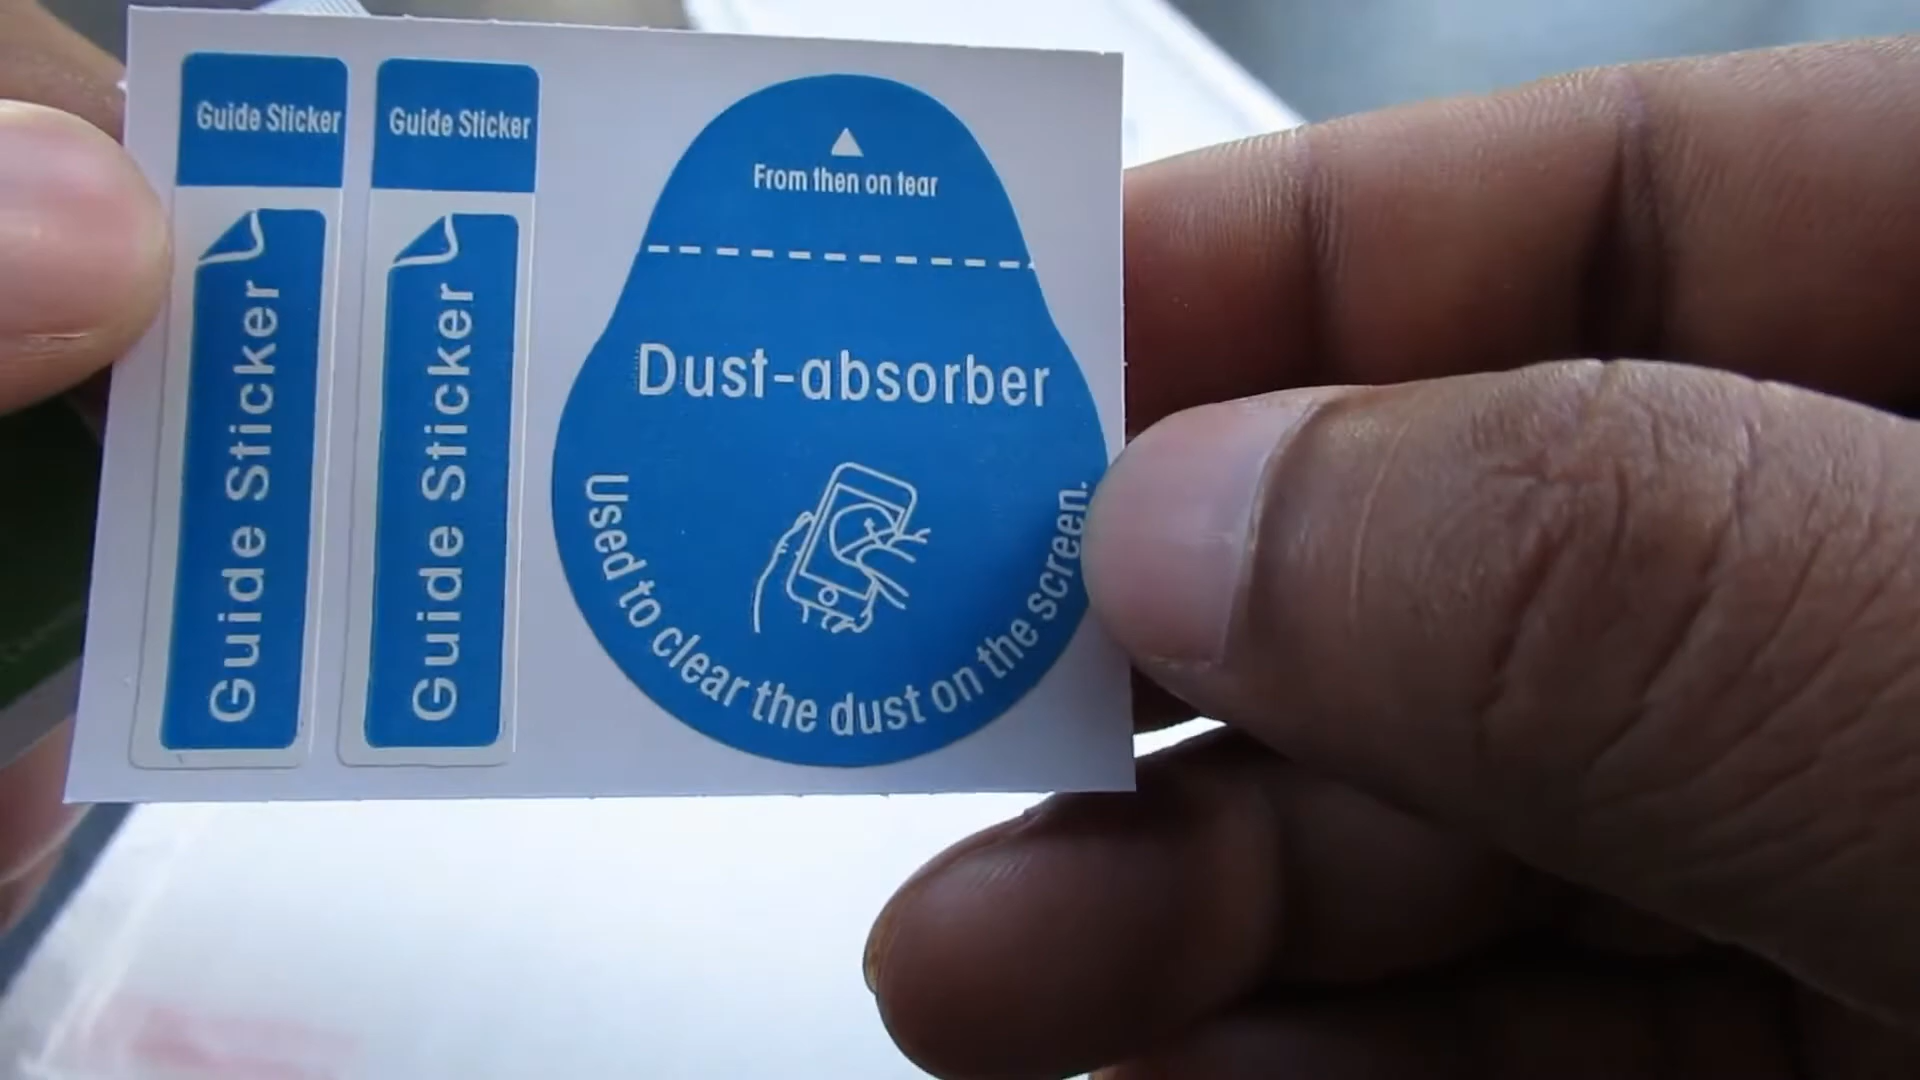 Guide Sticker
Guide Sticker
Guide Sticker
Guide Sticker
From then on tear
Dust-absorber
Used to clear the dust on the screen.